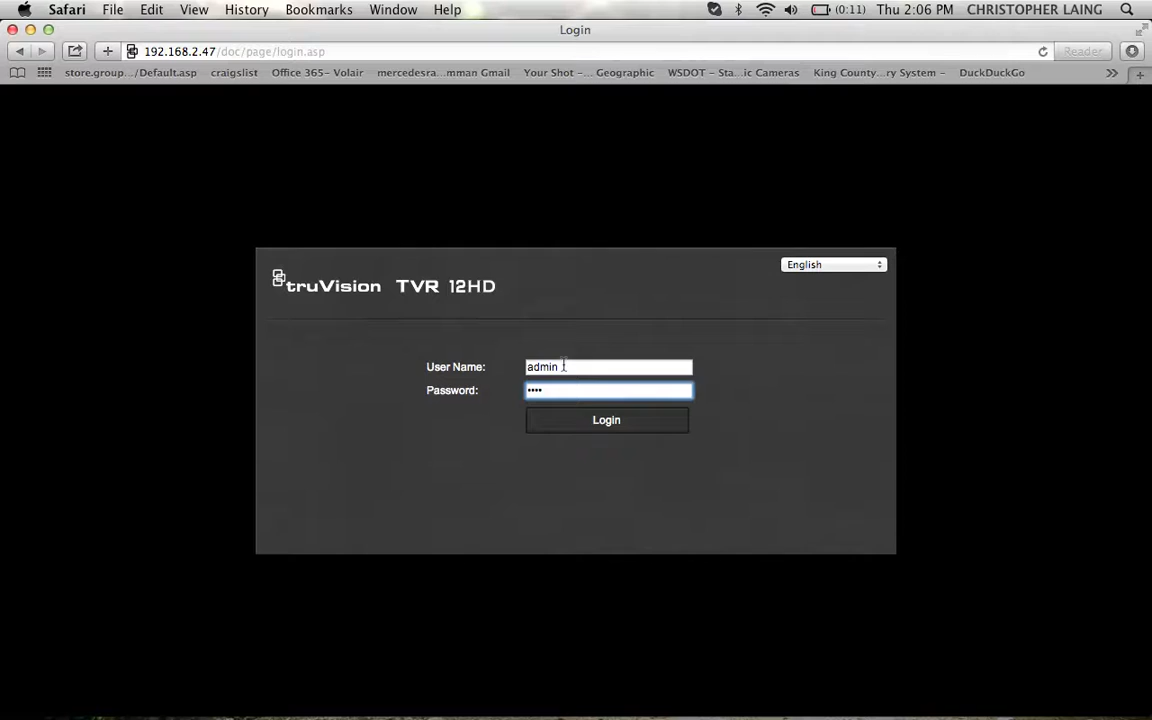 Safari File Edit View History Bookmarks Window Help (0:11) Thu 2:06 PM CHRISTOPHER LAING
Login
192.168.2.47/doc/page/login.asp Reader
store.group.../Default.asp craigslist Office 365- Volair mercedesra...mman Gmail Your Shot -... Geographic WSDOT - Sta...ic Cameras King County...ry System - DuckDuckGo
English
truVision TVR 12HD
User Name: admin
Password: ••••
Login